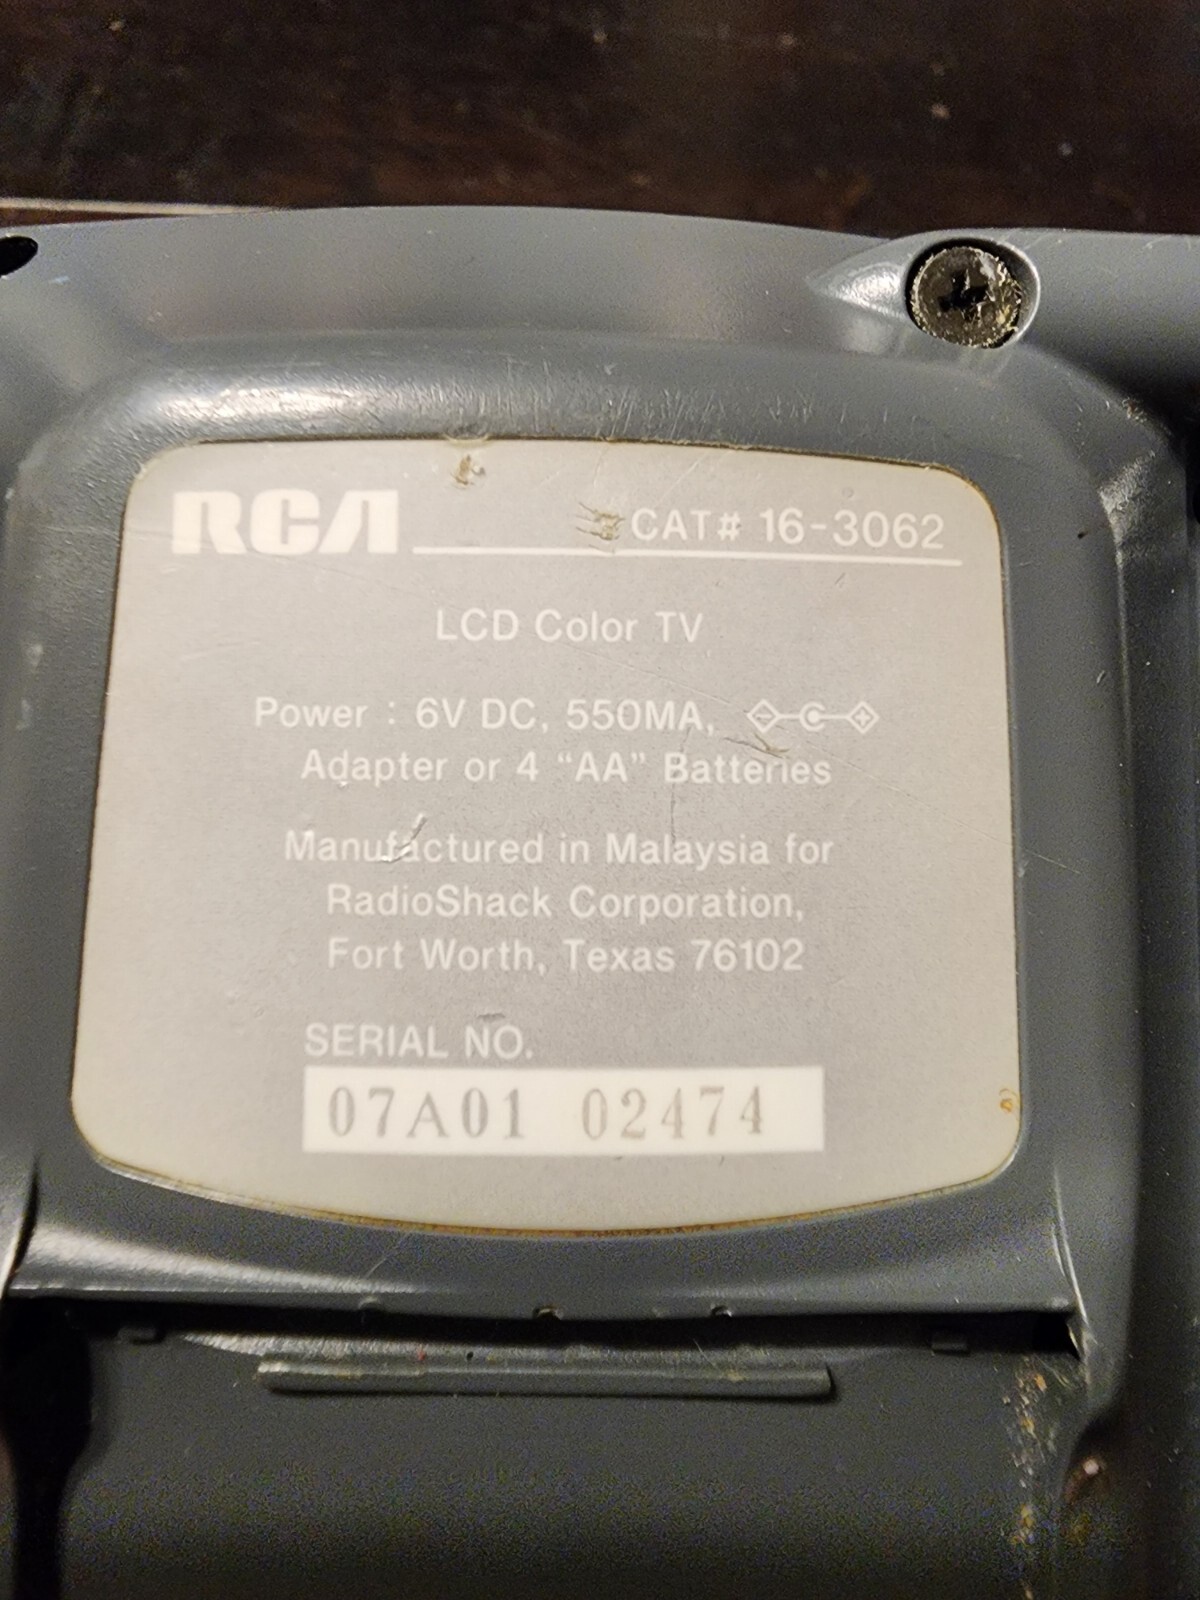 RCA CAT# 16-3062
LCD Color TV
Power : 6V DC, 550MA,
Adapter or 4 “AA” Batteries
Manufactured in Malaysia for
RadioShack Corporation,
Fort Worth, Texas 76102
SERIAL NO.
07A01 02474